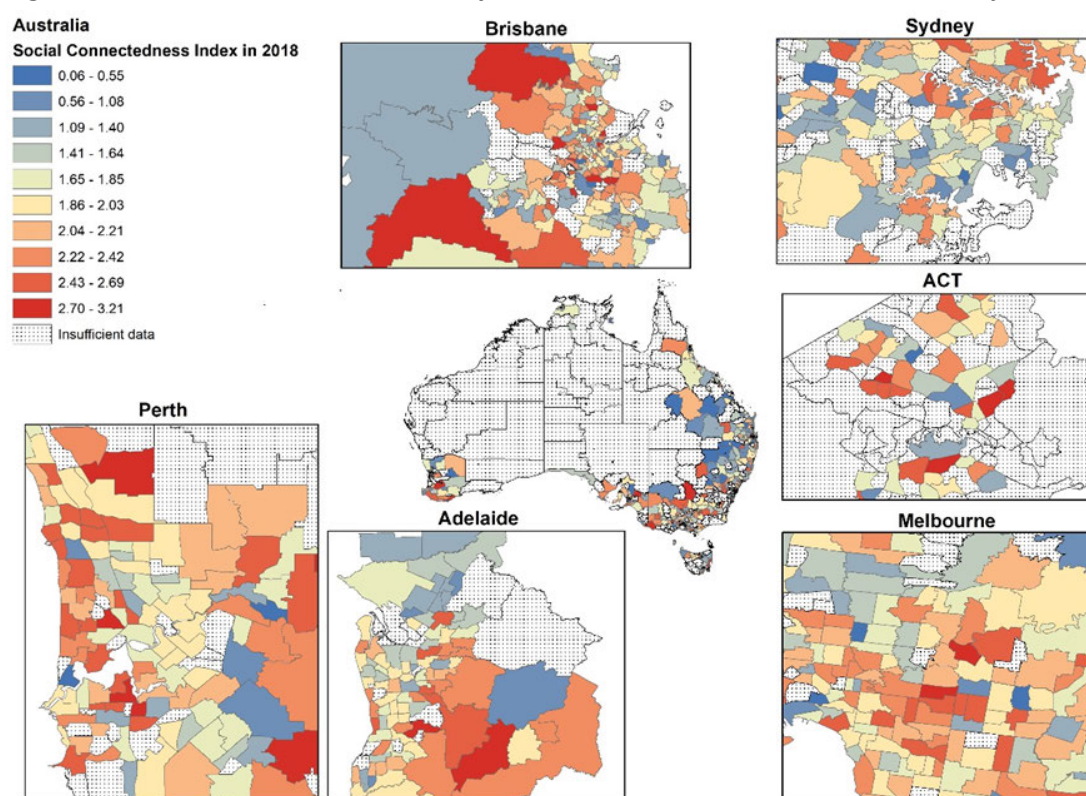 Australia
Social Connectedness Index in 2018
0.06 - 0.55
0.56 - 1.08
1.09 - 1.40
1.41 - 1.64
1.65 - 1.85
1.86 - 2.03
2.04 - 2.21
2.22 - 2.42
2.43 - 2.69
2.70 - 3.21
Insufficient data
Brisbane
Sydney
ACT
Perth
Adelaide
Melbourne